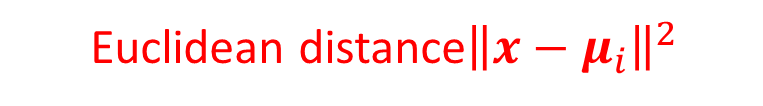 Euclidean distance‖𝒙 − 𝝁ᵢ‖²